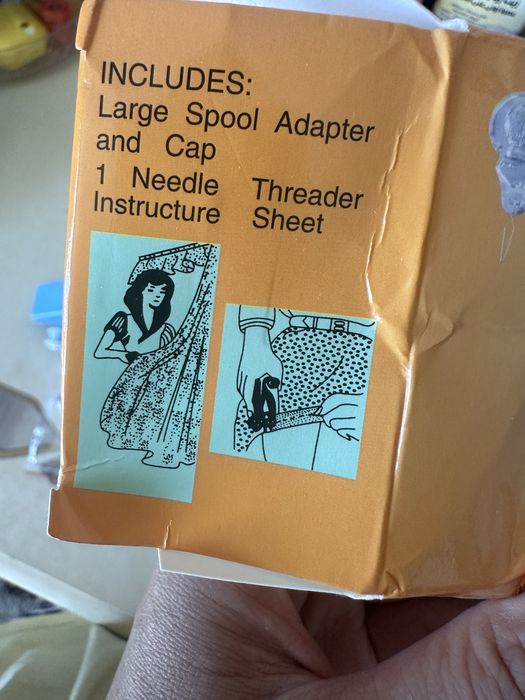 INCLUDES:
Large Spool Adapter
and Cap
1 Needle Threader
Instructure Sheet